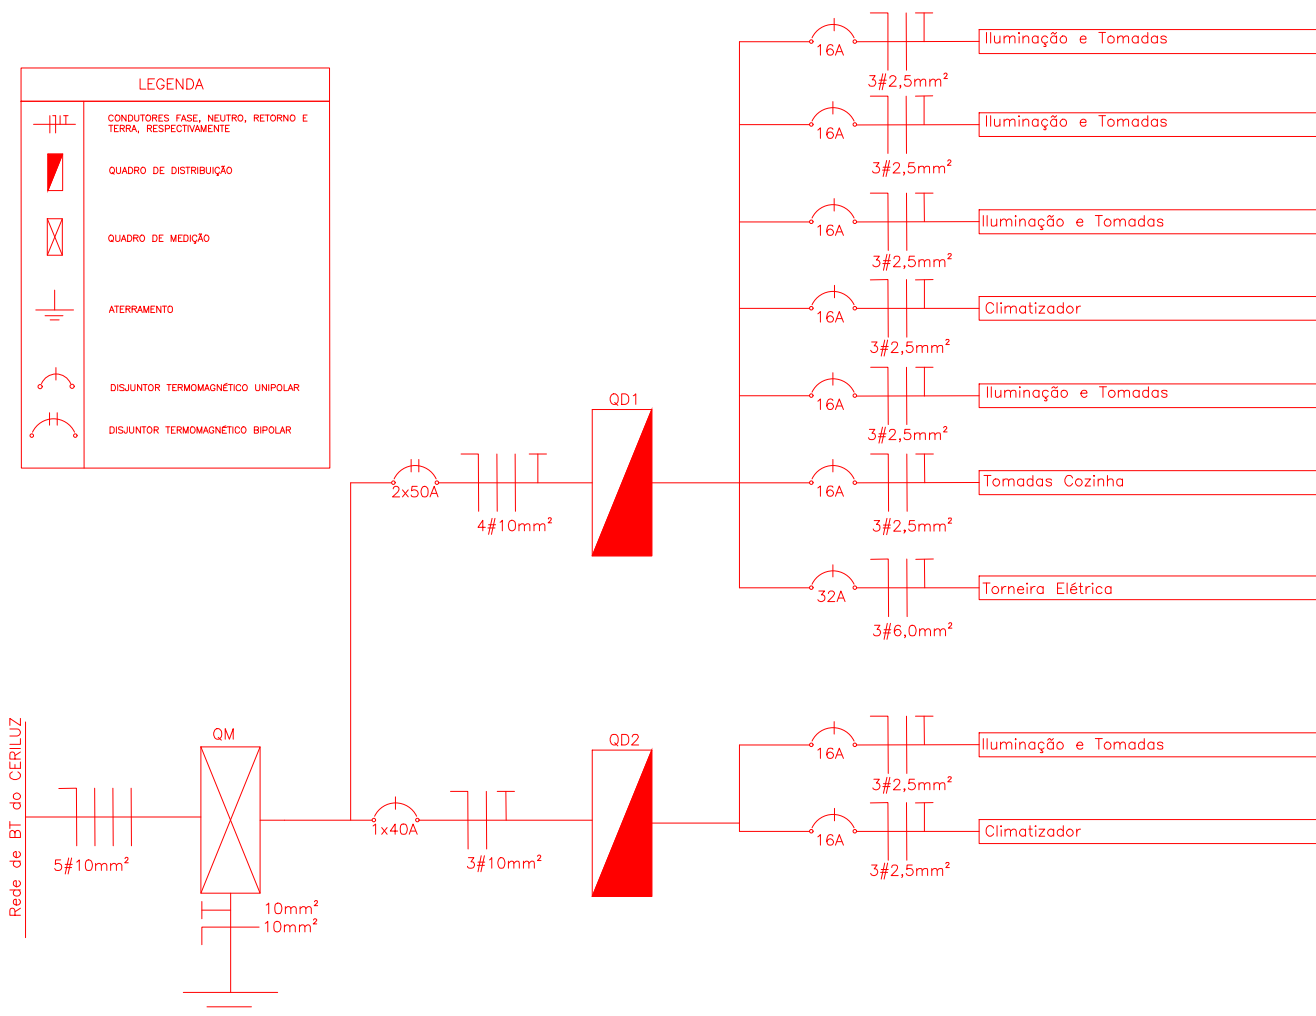 LEGENDA
CONDUTORES FASE, NEUTRO, RETORNO E
TERRA, RESPECTIVAMENTE
QUADRO DE DISTRIBUIÇÃO
QUADRO DE MEDIÇÃO
ATERRAMENTO
DISJUNTOR TERMOMAGNÉTICO UNIPOLAR
DISJUNTOR TERMOMAGNÉTICO BIPOLAR
Rede de BT do CERILUZ
5#10mm²
QM
10mm²
10mm²
2x50A
4#10mm²
QD1
16A
3#2,5mm²
Iluminação e Tomadas
16A
3#2,5mm²
Iluminação e Tomadas
16A
3#2,5mm²
Iluminação e Tomadas
16A
3#2,5mm²
Climatizador
16A
3#2,5mm²
Iluminação e Tomadas
16A
3#2,5mm²
Tomadas Cozinha
32A
3#6,0mm²
Torneira Elétrica
1x40A
3#10mm²
QD2
16A
3#2,5mm²
Iluminação e Tomadas
16A
3#2,5mm²
Climatizador